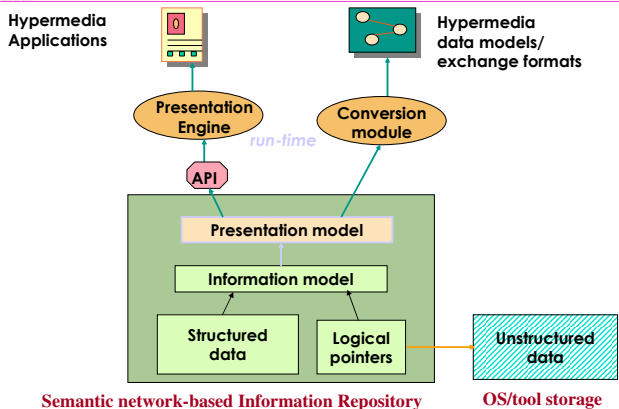 Hypermedia
Applications
Hypermedia
data models/
exchange formats
Presentation
Engine
Conversion
module
run-time
API
Presentation model
Information model
Structured
data
Logical
pointers
Unstructured
data
Semantic network-based Information Repository
OS/tool storage